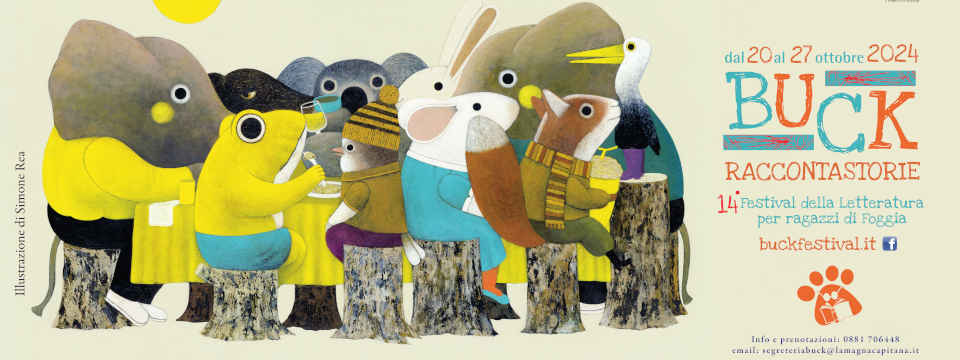 Illustrazione di Simone Rea
dal 20 al 27 ottobre 2024
BUCK
RACCONTASTORIE
14° Festival della Letteratura
per ragazzi di Foggia
buckfestival.it f
Info e prenotazioni: 0881 706448
email: segreteriabuck@lamagnacapitana.it